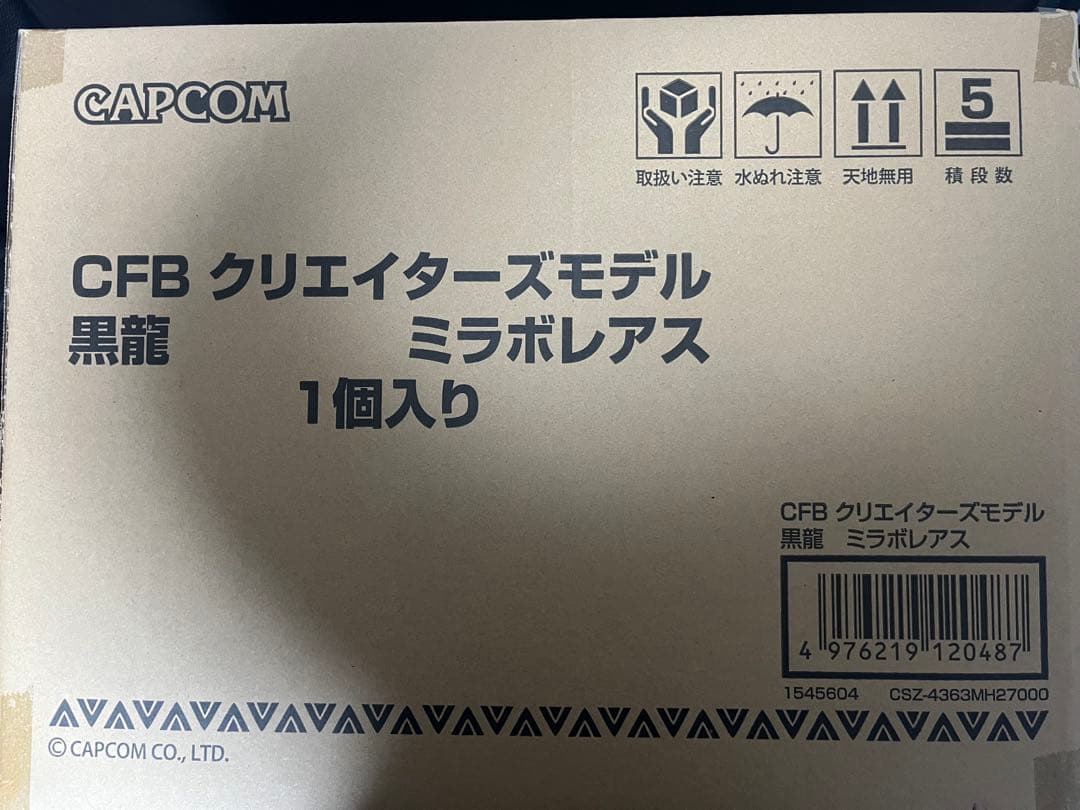 CAPCOM
5
取扱い注意 水ぬれ注意 天地無用 積段数
CFB クリエイターズモデル
黒龍 ミラボレアス
1個入り
CFB クリエイターズモデル
黒龍 ミラボレアス
4 976219 120487
1545604 CSZ-4363MH27000
© CAPCOM CO., LTD.